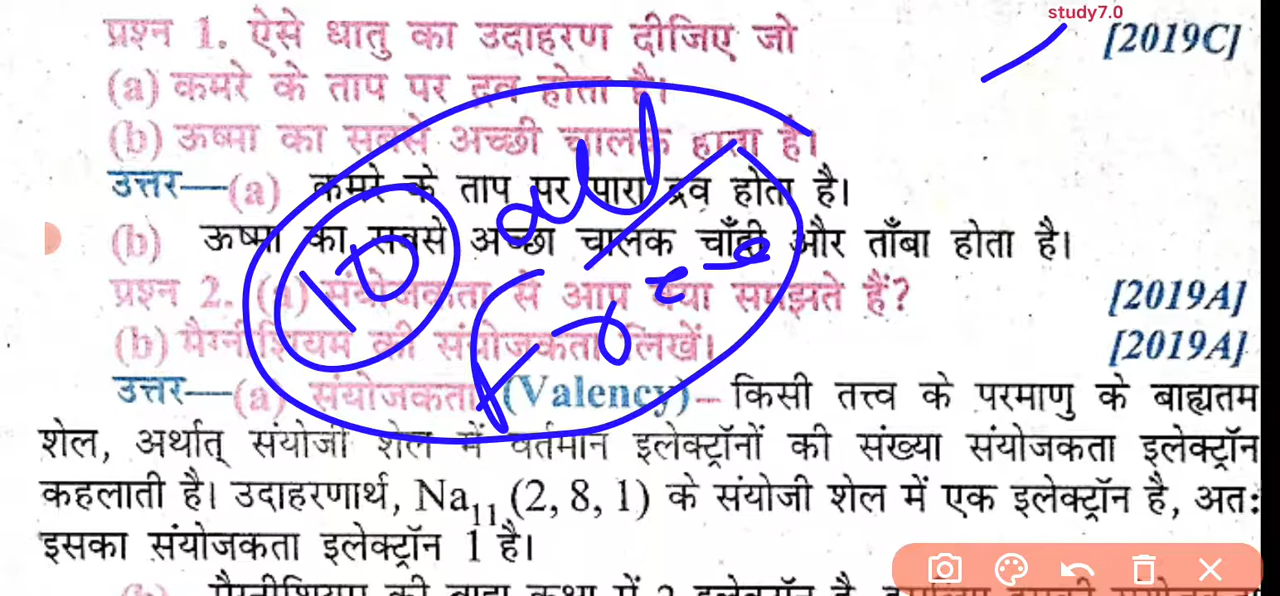 study7.0
प्रश्न 1. ऐसे धातु का उदाहरण दीजिए जो [2019C]
(a) कमरे के ताप पर द्रव होता है।
(b) ऊष्मा का सबसे अच्छी चालक होता है।
उत्तर—(a) कमरे के ताप पर पारा द्रव होता है।
(b) ऊष्मा का सबसे अच्छा चालक चाँदी और ताँबा होता है।
प्रश्न 2. (a) संयोजकता से आप क्या समझते हैं? [2019A]
(b) मैग्नीशियम की संयोजकता लिखें। [2019A]
उत्तर—(a) संयोजकता (Valency)– किसी तत्त्व के परमाणु के बाह्यतम
शेल, अर्थात् संयोजी शेल में वर्तमान इलेक्ट्रॉनों की संख्या संयोजकता इलेक्ट्रॉन
कहलाती है। उदाहरणार्थ, Na11 (2, 8, 1) के संयोजी शेल में एक इलेक्ट्रॉन है, अतः
इसका संयोजकता इलेक्ट्रॉन 1 है।
10 all